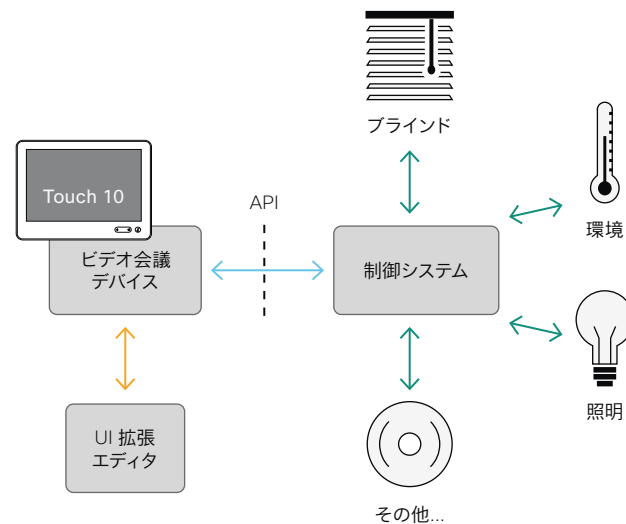 ブラインド
Touch 10
API
環境
ビデオ会議
デバイス
制御システム
照明
UI 拡張
エディタ
その他...